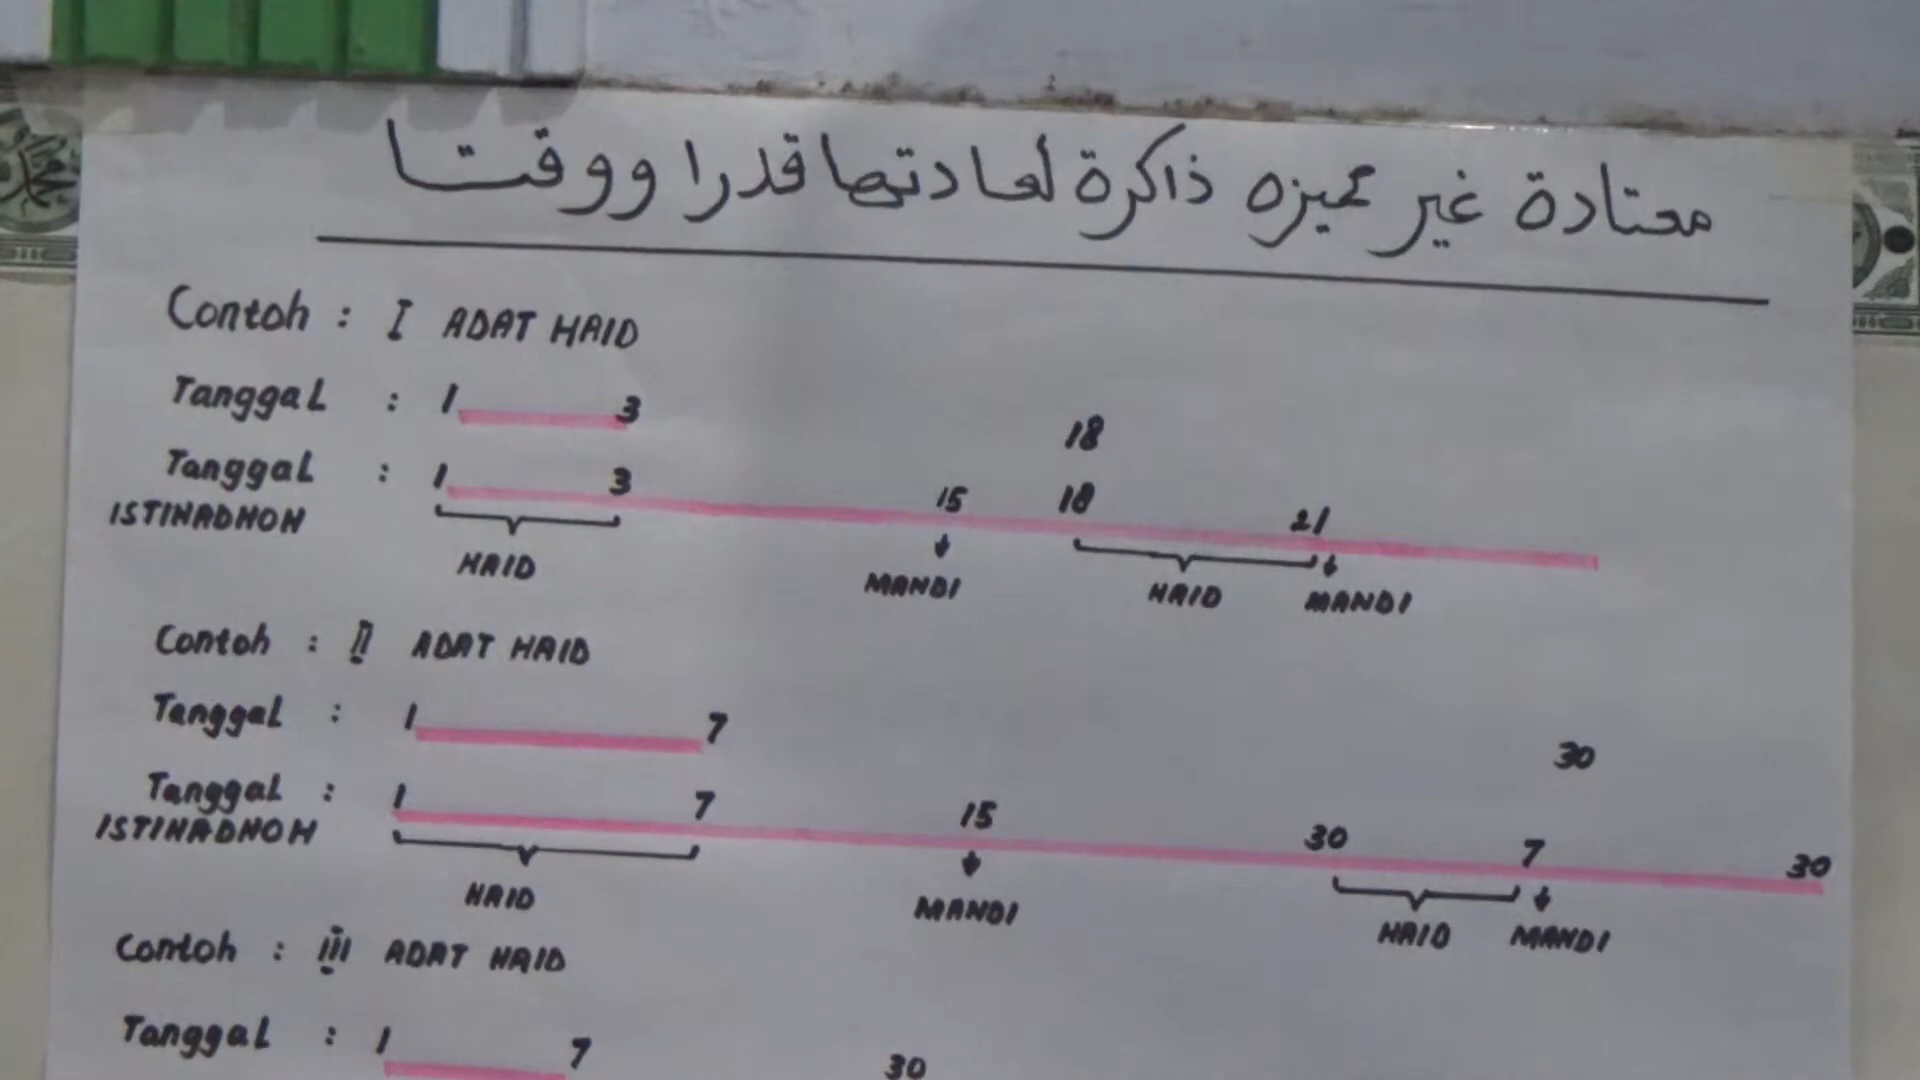 معتادة غير مميزه ذاكرة لعادتها قدرا ووقتا
Contoh : I ADAT HAID
Tanggal : 1 3
18
Tanggal : 1 3 15 18 21
ISTIHADHOH
HAID MANDI HAID MANDI
Contoh : II ADAT HAID
Tanggal : 1 7 30
Tanggal : 1 7 15 30 7 30
ISTIHADHOH
HAID MANDI HAID MANDI
Contoh : III ADAT HAID
Tanggal : 1 7 30
محمد